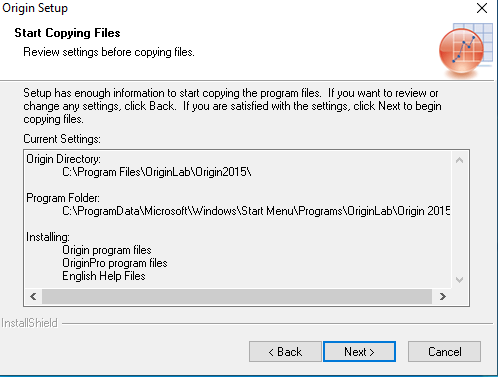 Origin Setup
Start Copying Files
Review settings before copying files.
Setup has enough information to start copying the program files.  If you want to review or
change any settings, click Back.  If you are satisfied with the settings, click Next to begin
copying files.
Current Settings:
Origin Directory:
C:\Program Files\OriginLab\Origin2015\
Program Folder:
C:\ProgramData\Microsoft\Windows\Start Menu\Programs\OriginLab\Origin 2015
Installing:
Origin program files
OriginPro program files
English Help Files
InstallShield
< Back
Next >
Cancel